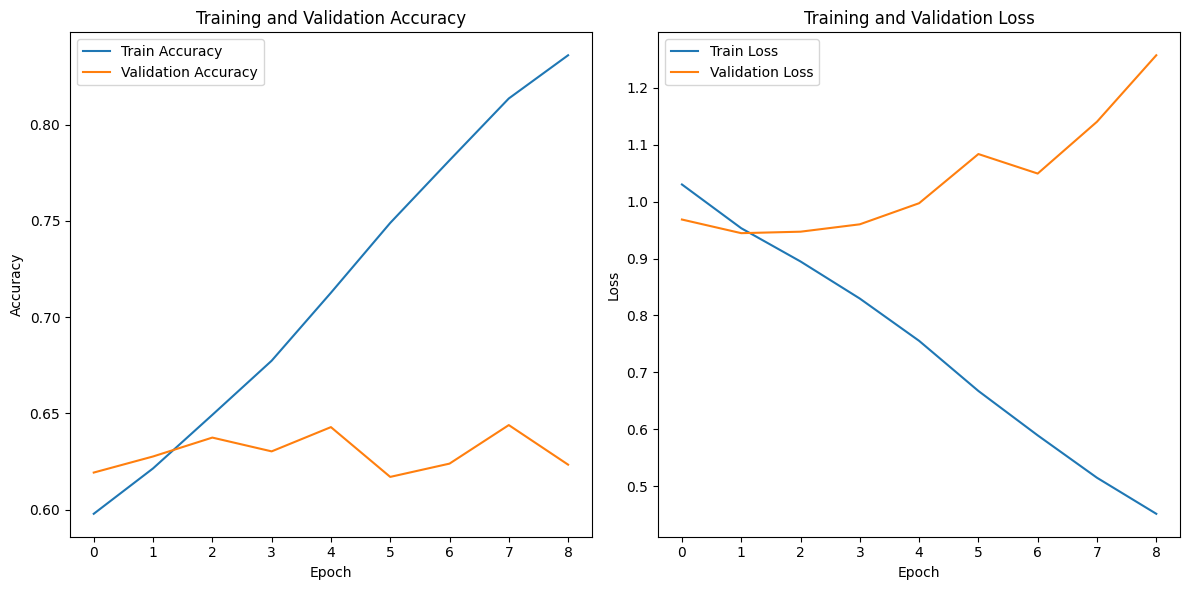 Training and Validation Accuracy
Train Accuracy
Validation Accuracy
0.80
0.75
0.70
0.65
0.60
Accuracy
0 1 2 3 4 5 6 7 8
Epoch
Training and Validation Loss
Train Loss
Validation Loss
1.2
1.1
1.0
0.9
0.8
0.7
0.6
0.5
Loss
0 1 2 3 4 5 6 7 8
Epoch